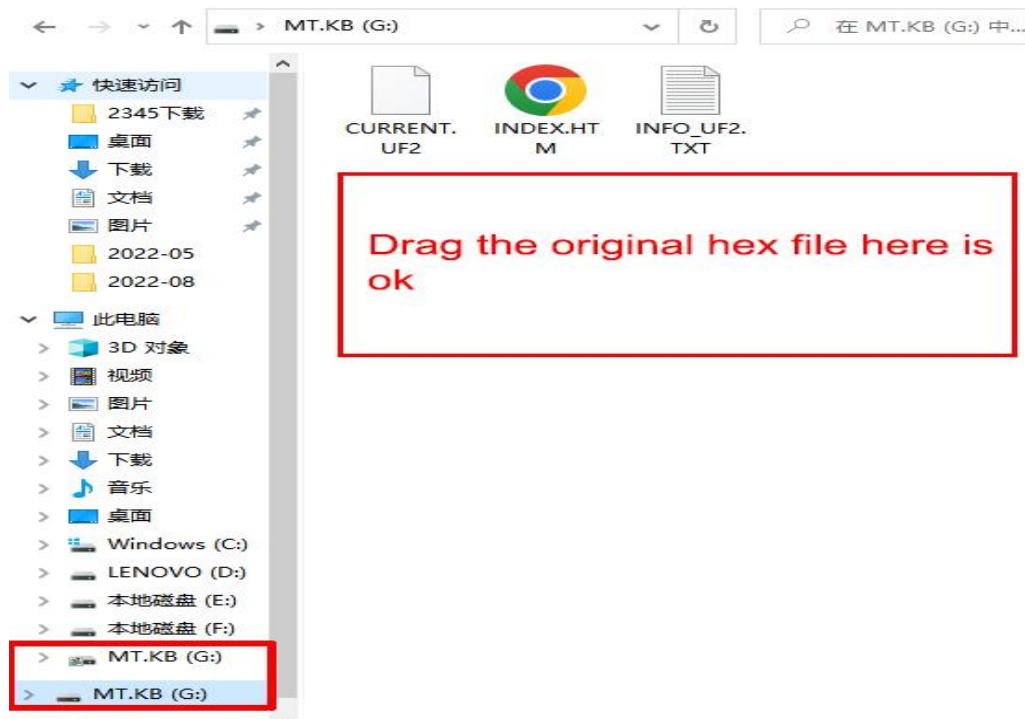 MT.KB (G:)
在 MT.KB (G:) 中...
快速访问
2345下载
桌面
下载
文档
图片
2022-05
2022-08
此电脑
3D 对象
视频
图片
文档
下载
音乐
桌面
Windows (C:)
LENOVO (D:)
本地磁盘 (E:)
本地磁盘 (F:)
MT.KB (G:)
MT.KB (G:)
CURRENT.
UF2
INDEX.HT
M
INFO_UF2.
TXT
Drag the original hex file here is
ok